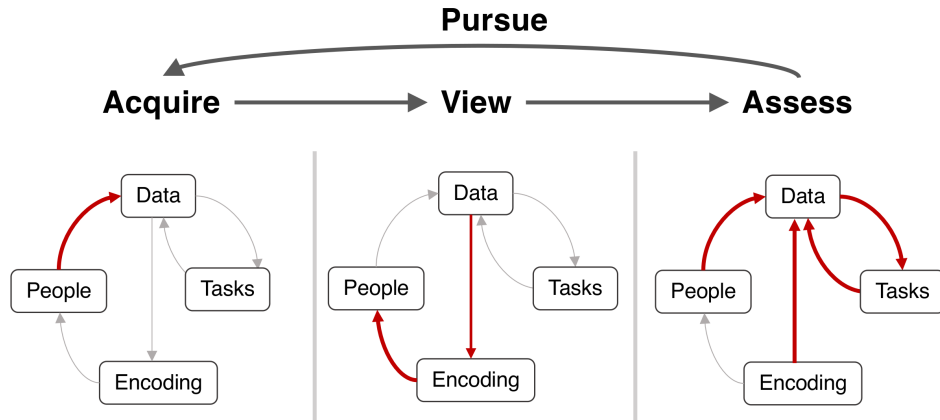 Pursue
Acquire View Assess
Data
People
Tasks
Encoding
Data
People
Tasks
Encoding
Data
People
Tasks
Encoding